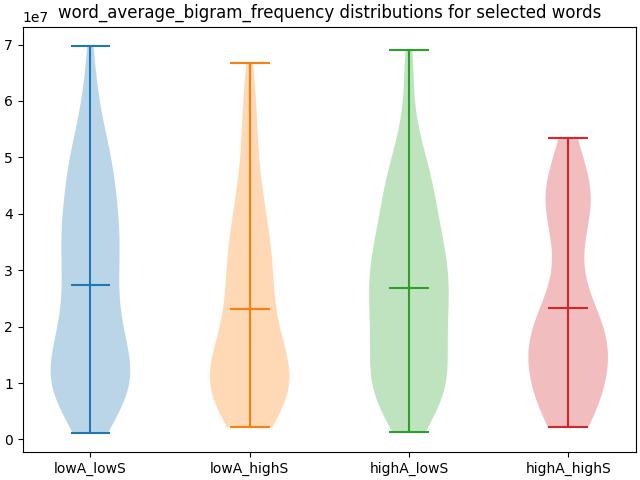 word_average_bigram_frequency distributions for selected words
1e7
7
6
5
4
3
2
1
0
lowA_lowS lowA_highS highA_lowS highA_highS